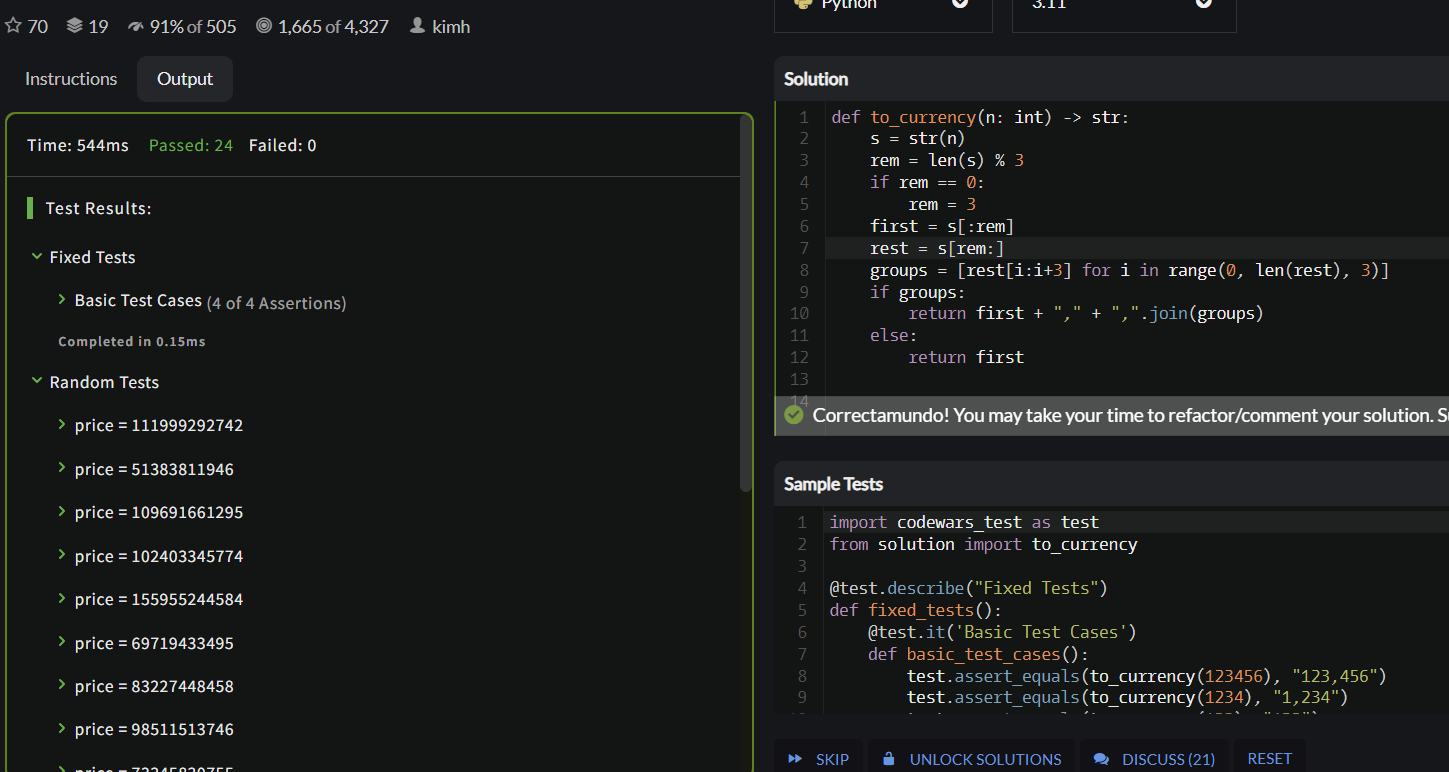 70 19 91% of 505 1,665 of 4,327 kimh
Instructions Output
Time: 544ms Passed: 24 Failed: 0
Test Results:
Fixed Tests
Basic Test Cases (4 of 4 Assertions)
Completed in 0.15ms
Random Tests
price = 111999292742
price = 51383811946
price = 109691661295
price = 102403345774
price = 155955244584
price = 69719433495
price = 83227448458
price = 98511513746
Python 3.11
Solution
1 def to_currency(n: int) -> str:
2 s = str(n)
3 rem = len(s) % 3
4 if rem == 0:
5 rem = 3
6 first = s[:rem]
7 rest = s[rem:]
8 groups = [rest[i:i+3] for i in range(0, len(rest), 3)]
9 if groups:
10 return first + "," + ",".join(groups)
11 else:
12 return first
13
14
Correctamundo! You may take your time to refactor/comment your solution.
Sample Tests
1 import codewars_test as test
2 from solution import to_currency
3
4 @test.describe("Fixed Tests")
5 def fixed_tests():
6 @test.it('Basic Test Cases')
7 def basic_test_cases():
8 test.assert_equals(to_currency(123456), "123,456")
9 test.assert_equals(to_currency(1234), "1,234")
SKIP UNLOCK SOLUTIONS DISCUSS (21) RESET